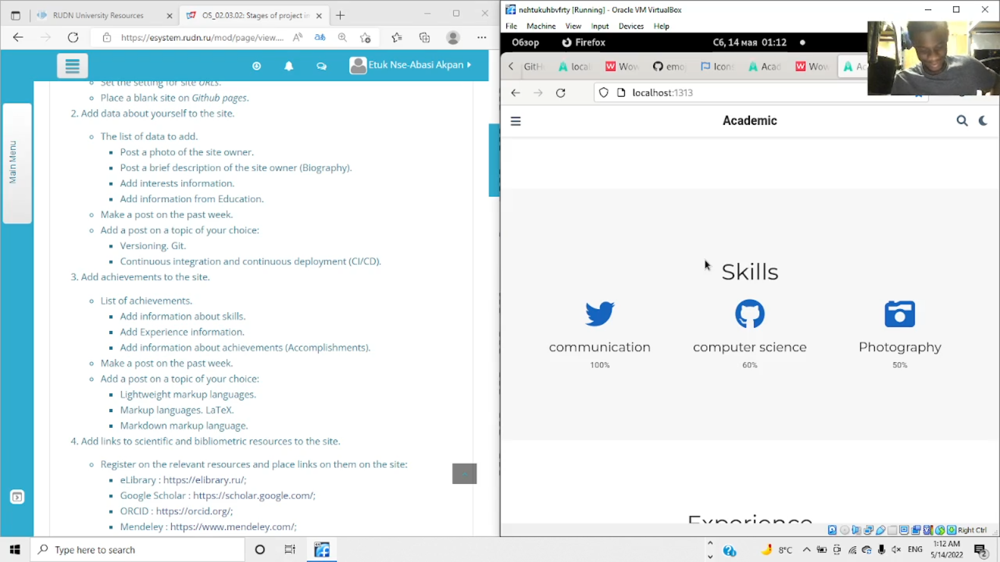 RUDN University Resources
OS_02.03.02: Stages of project in
https://esystem.rudn.ru/mod/page/view....
Etuk Nse-Abasi Akpan
Main Menu
Set the setting for site URLs.
Place a blank site on Github pages.
2. Add data about yourself to the site.
The list of data to add.
Post a photo of the site owner.
Post a brief description of the site owner (Biography).
Add interests information.
Add information from Education.
Make a post on the past week.
Add a post on a topic of your choice:
Versioning. Git.
Continuous integration and continuous deployment (CI/CD).
3. Add achievements to the site.
List of achievements.
Add information about skills.
Add Experience information.
Add information about achievements (Accomplishments).
Make a post on the past week.
Add a post on a topic of your choice:
Lightweight markup languages.
Markup languages. LaTeX.
Markdown markup language.
4. Add links to scientific and bibliometric resources to the site.
Register on the relevant resources and place links on them on the site:
eLibrary : https://elibrary.ru/;
Google Scholar : https://scholar.google.com/;
ORCID : https://orcid.org/;
Mendeley : https://www.mendeley.com/;
nehtukuhbvfrty [Running] - Oracle VM VirtualBox
File Machine View Input Devices Help
Обзор Firefox Сб, 14 мая 01:12
GitH local Wow emo Icon Acad Wow Ac
localhost:1313
Academic
Skills
communication
100%
computer science
60%
Photography
50%
Experience
Right Ctrl
Type here to search
8°C ENG
1:12 AM
5/14/2022
2